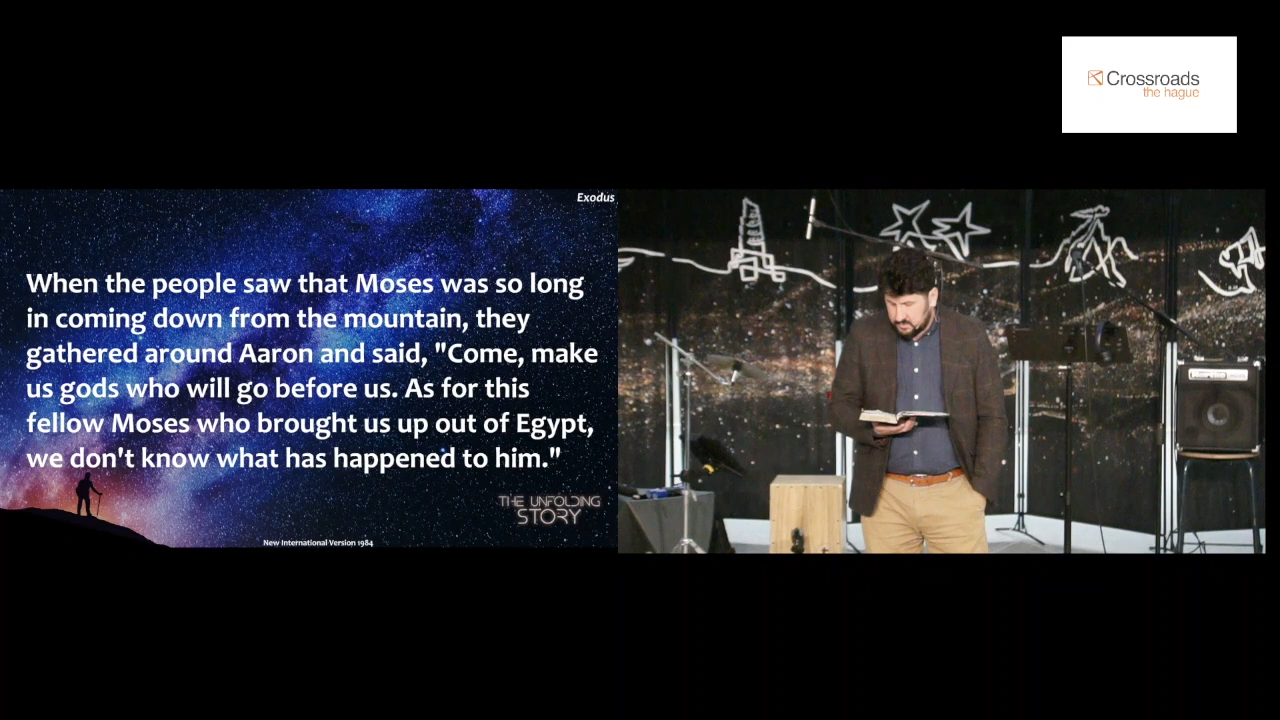 Crossroads
the hague
Exodus
When the people saw that Moses was so long
in coming down from the mountain, they
gathered around Aaron and said, "Come, make
us gods who will go before us. As for this
fellow Moses who brought us up out of Egypt,
we don't know what has happened to him."
THE UNFOLDING
STORY
New International Version 1984